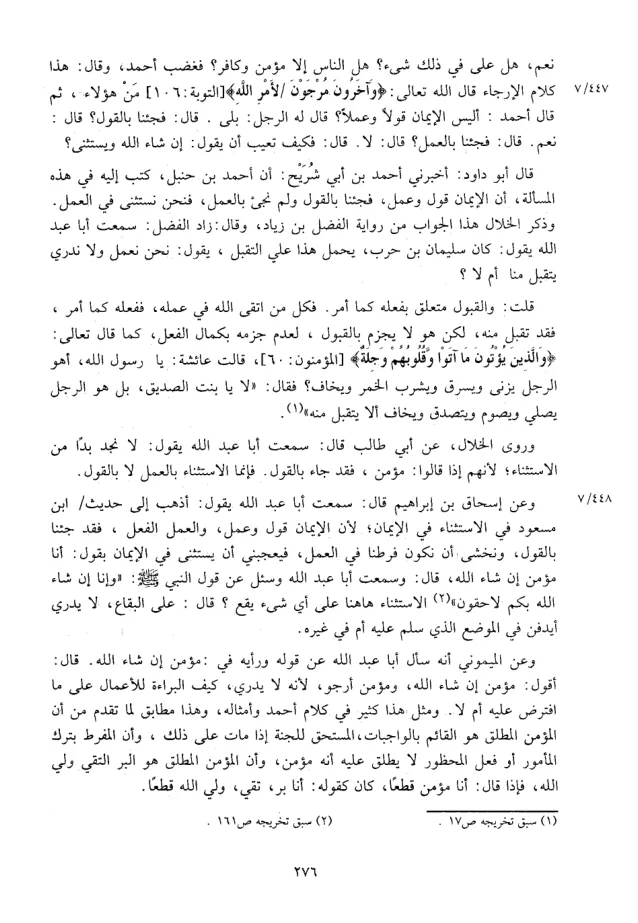 نعم، هل على في ذلك شىء؟ هل الناس إلا مؤمن وكافر؟ فغضب أحمد، وقال: هذا
٧/٤٤٧ كلام الإرجاء قال الله تعالى: ﴿وَآخَرُونَ مُرْجَوْنَ /لأَمْرِ اللَّهِ﴾[التوبة:١٠٦] مَنْ هؤلاء ، ثم
قال أحمد : أليس الإيمان قولاً وعملاً؟ قال له الرجل: بلى . قال: فجئنا بالقول؟ قال :
نعم. قال: فجئنا بالعمل؟ قال: لا. قال: فكيف تعيب أن يقول: إن شاء الله ويستثنى؟
قال أبو داود: أخبرني أحمد بن أبي شُرَيْح: أن أحمد بن حنبل، كتب إليه في هذه
المسألة، أن الإيمان قول وعمل، فجئنا بالقول ولم نجئ بالعمل، فنحن نستثنى في العمل.
وذكر الخلال هذا الجواب من رواية الفضل بن زياد، وقال:زاد الفضل: سمعت أبا عبد
الله يقول: كان سليمان بن حرب، يحمل هذا علي التقبل ، يقول: نحن نعمل ولا ندري
يتقبل منا أم لا ؟
قلت: والقبول متعلق بفعله كما أمر. فكل من اتقى الله في عمله، ففعله كما أمر ،
فقد تقبل منه، لكن هو لا يجزم بالقبول ، لعدم جزمه بكمال الفعل، كما قال تعالى:
﴿وَالَّذِينَ يُؤْتُونَ مَا آتَوْا وَّقُلُوبُهُمْ وَجِلَةٌ﴾ [المؤمنون:٦٠]، قالت عائشة: يا رسول الله، أهو
الرجل يزنى ويسرق ويشرب الخمر ويخاف؟ فقال: «لا يا بنت الصديق، بل هو الرجل
يصلي ويصوم ويتصدق ويخاف ألا يتقبل منه»(١).
وروى الخلال، عن أبي طالب قال: سمعت أبا عبد الله يقول: لا نجد بدًا من
الاستثناء؛ لأنهم إذا قالوا: مؤمن ، فقد جاء بالقول. فإنما الاستثناء بالعمل لا بالقول.
٧/٤٤٨ وعن إسحاق بن إبراهيم قال: سمعت أبا عبد الله يقول: أذهب إلى حديث/ ابن
مسعود في الاستثناء في الإيمان؛ لأن الإيمان قول وعمل، والعمل الفعل ، فقد جئنا
بالقول، ونخشى أن نكون فرطنا في العمل، فيعجبني أن يستثنى في الإيمان بقول: أنا
مؤمن إن شاء الله، قال: وسمعت أبا عبد الله وسئل عن قول النبي ﷺ: «وإنا إن شاء
الله بكم لاحقون»(٢) الاستثناء هاهنا على أي شىء يقع ؟ قال : على البقاع، لا يدري
أيدفن في الموضع الذي سلم عليه أم في غيره.
وعن الميموني أنه سأل أبا عبد الله عن قوله ورأيه في :مؤمن إن شاء الله. قال:
أقول: مؤمن إن شاء الله، ومؤمن أرجو، لأنه لا يدري، كيف البراءة للأعمال على ما
افترض عليه أم لا. ومثل هذا كثير في كلام أحمد وأمثاله، وهذا مطابق لما تقدم من أن
المؤمن المطلق هو القائم بالواجبات،المستحق للجنة إذا مات على ذلك ، وأن المفرط بترك
المأمور أو فعل المحظور لا يطلق عليه أنه مؤمن، وأن المؤمن المطلق هو البر التقي ولي
الله، فإذا قال: أنا مؤمن قطعًا، كان كقوله: أنا بر، تقي، ولي الله قطعًا.
(١) سبق تخريجه ص١٧ . (٢) سبق تخريجه ص١٦١ .
٢٧٦